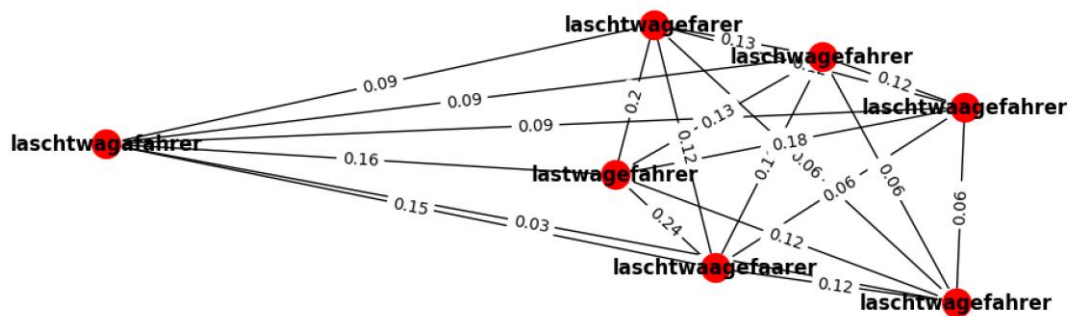 laschtwagefarer
0.13
laschwagefahrer
0.12
0.09
0.09
0.2
laschtwaagefahrer
0.13
0.09
laschtwagafahrer
0.12
0.18
0.16
0.1
0.06
lastwagefahrer
0.06
0.06
0.15
0.03
0.24
0.06
0.12
laschtwaagefaarer
0.12
laschtwagefahrer